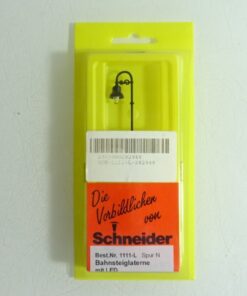 Die
Vorbildlichen
von
Schneider
Best.Nr. 1111-L Spur N
Bahnsteiglaterne
mit LED